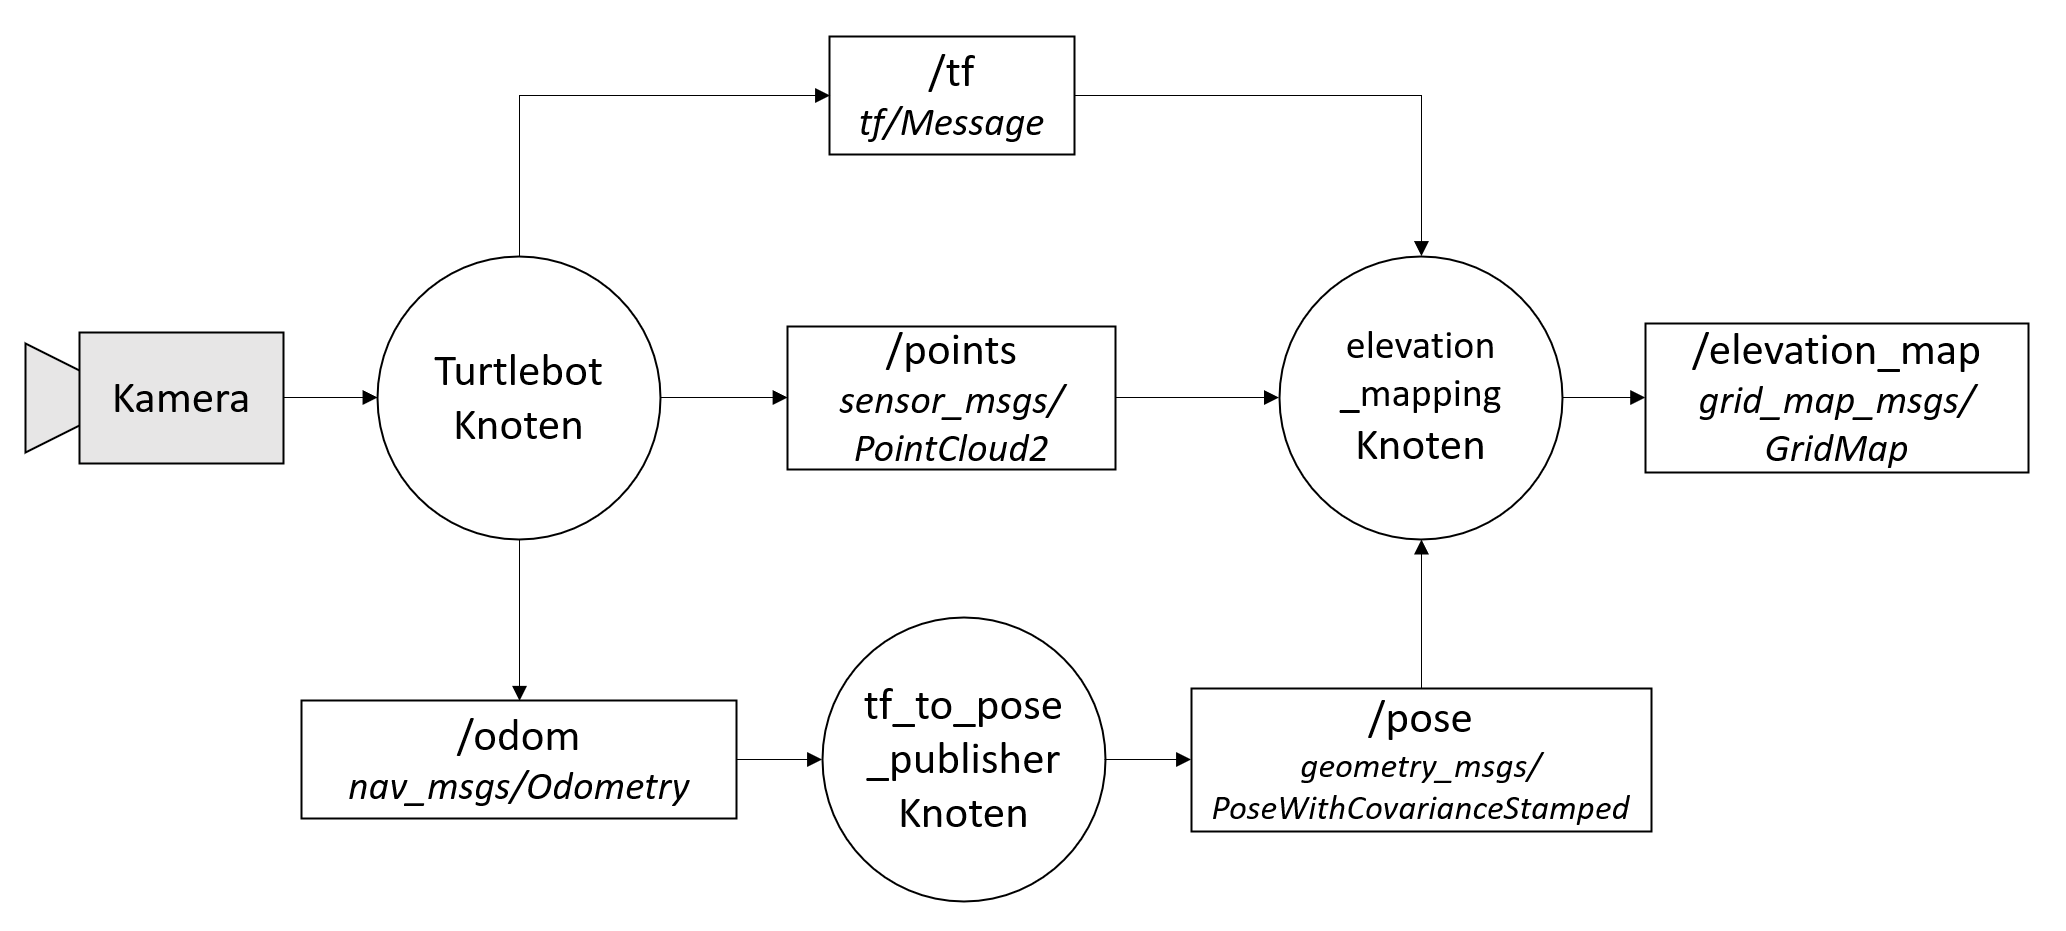 /tf
tf/Message
Kamera
Turtlebot
Knoten
/points
sensor_msgs/
PointCloud2
elevation
_mapping
Knoten
/elevation_map
grid_map_msgs/
GridMap
/odom
nav_msgs/Odometry
tf_to_pose
_publisher
Knoten
/pose
geometry_msgs/
PoseWithCovarianceStamped